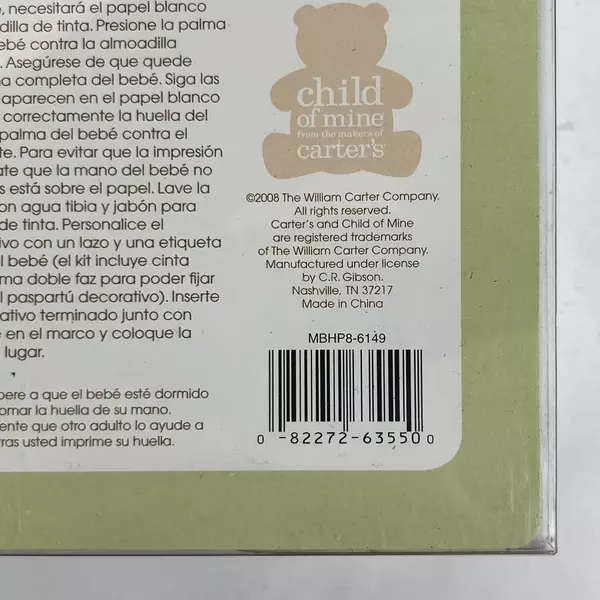 , necesitará el papel blanco
dilla de tinta. Presione la palma
ebé contra la almoadilla
. Asegúrese de que quede
a completa del bebé. Siga las
aparecen en el papel blanco
correctamente la huella del
palma del bebé contra el
te. Para evitar que la impresión
ate que la mano del bebé no
s está sobre el papel. Lave la
on agua tibia y jabón para
de tinta. Personalice el
ivo con un lazo y una etiqueta
l bebé (el kit incluye cinta
ma doble faz para poder fijar
l paspartú decorativo). Inserte
ativo terminado junto con
en el marco y coloque la
lugar.
pere a que el bebé esté dormido
omar la huella de su mano.
ente que otro adulto lo ayude a
ras usted imprime su huella.
child
of mine
from the makers of
carter's
©2008 The William Carter Company.
All rights reserved.
Carter's and Child of Mine
are registered trademarks
of The William Carter Company.
Manufactured under license
by C.R. Gibson.
Nashville, TN 37217
Made in China
MBHP8-6149
0 -82272-63550 0